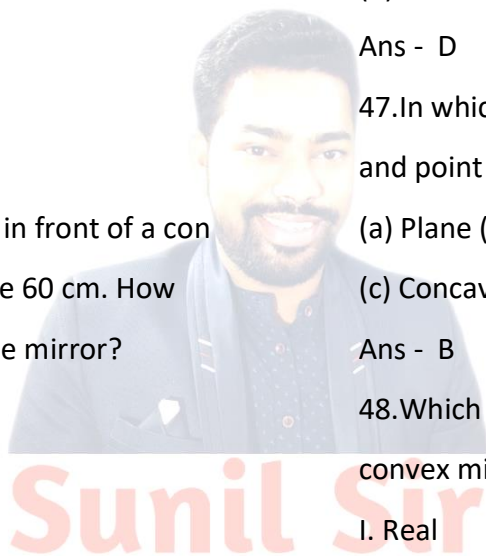 in front of a con
e 60 cm. How
e mirror?
Ans - D
47.In whic
and point
(a) Plane (
(c) Concav
Ans - B
48.Which
convex mi
I. Real
Sunil Sir